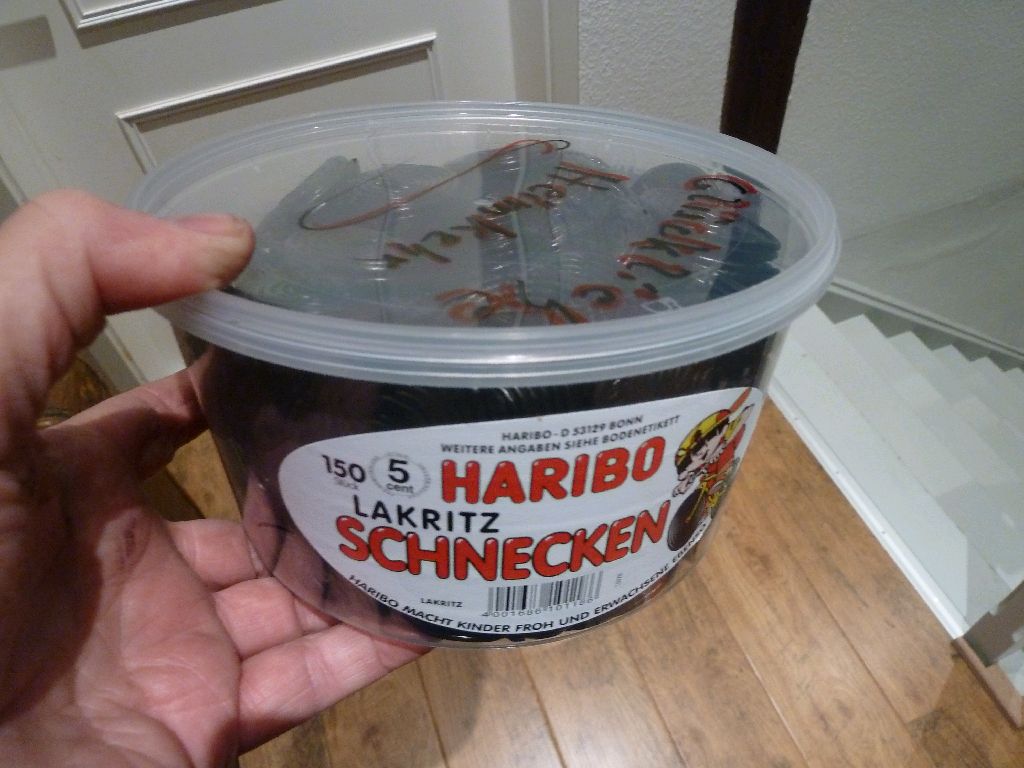 HARIBO - D 53129 BONN
WEITERE ANGABEN SIEHE BODENETIKETT
150 Stück
5 cent
HARIBO
LAKRITZ
SCHNECKEN
LAKRITZ
HARIBO MACHT KINDER FROH UND ERWACHSENE EBENSO